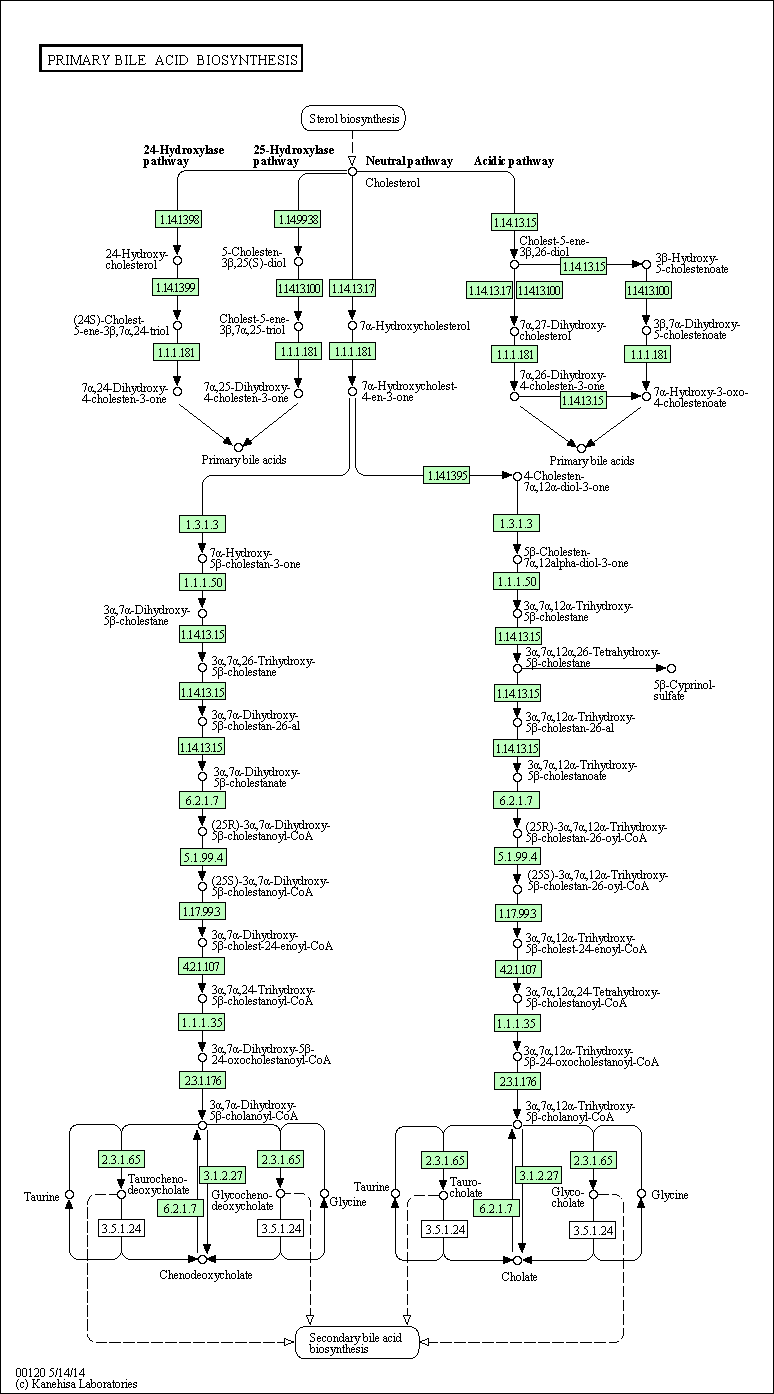 PRIMARY BILE ACID BIOSYNTHESIS
Sterol biosynthesis
24-Hydroxylase
pathway
25-Hydroxylase
pathway
Neutral pathway
Acidic pathway
Cholesterol
1.14.1398
1.14.9938
1.14.13.15
24-Hydroxy-
cholesterol
5-Cholesten-
3β,25(S)-diol
Cholest-5-ene-
3β,26-diol
1.14.13.15
3β-Hydroxy-
5-cholestenoate
1.14.1399
11413.100
1.14.13.17
1.14.13.17
11413.100
11413.100
(24S)-Cholest-
5-ene-3β,7α,24-triol
Cholest-5-ene-
3β,7α,25-triol
7α-Hydroxycholesterol
7α,27-Dihydroxy-
cholesterol
3β,7α-Dihydroxy-
5-cholestenoate
1.1.1.181
1.1.1.181
1.1.1.181
1.1.1.181
1.1.1.181
7α,24-Dihydroxy-
4-cholesten-3-one
7α,25-Dihydroxy-
4-cholesten-3-one
7α-Hydroxycholest-
4-en-3-one
7α,26-Dihydroxy-
4-cholesten-3-one
1.14.13.15
7α-Hydroxy-3-oxo-
4-cholestenoate
Primary bile acids
Primary bile acids
1.14.1395
4-Cholesten-
7α,12α-diol-3-one
1.3.1.3
7α-Hydroxy-
5β-cholestan-3-one
1.1.1.50
3α,7α-Dihydroxy-
5β-cholestane
1.14.13.15
3α,7α,26-Trihydroxy-
5β-cholestane
1.14.13.15
3α,7α-Dihydroxy-
5β-cholestan-26-al
1.14.13.15
3α,7α-Dihydroxy-
5β-cholestanate
6.2.1.7
(25R)-3α,7α-Dihydroxy-
5β-cholestanoyl-CoA
5.1.99.4
(25S)-3α,7α-Dihydroxy-
5β-cholestanoyl-CoA
1.17.99.3
3α,7α-Dihydroxy-
5β-cholest-24-enoyl-CoA
4.2.1.107
3α,7α,24-Trihydroxy-
5β-cholestanoyl-CoA
1.1.1.35
3α,7α-Dihydroxy-5β-
24-oxocholestanoyl-CoA
2.3.1.176
3α,7α-Dihydroxy-
5β-cholanoyl-CoA
1.3.1.3
5β-Cholesten-
7α,12alpha-diol-3-one
1.1.1.50
3α,7α,12α-Trihydroxy-
5β-cholestane
1.14.13.15
3α,7α,12α,26-Tetrahydroxy-
5β-cholestane
5β-Cyprinol-
sulfate
1.14.13.15
3α,7α,12α-Trihydroxy-
5β-cholestan-26-al
1.14.13.15
3α,7α,12α-Trihydroxy-
5β-cholestanoate
6.2.1.7
(25R)-3α,7α,12α-Trihydroxy-
5β-cholestan-26-oyl-CoA
5.1.99.4
(25S)-3α,7α,12α-Trihydroxy-
5β-cholestan-26-oyl-CoA
1.17.99.3
3α,7α,12α-Trihydroxy-
5β-cholest-24-enoyl-CoA
4.2.1.107
3α,7α,12α,24-Tetrahydroxy-
5β-cholestanoyl-CoA
1.1.1.35
3α,7α,12α-Trihydroxy-
5β-24-oxocholestanoyl-CoA
2.3.1.176
3α,7α,12α-Trihydroxy-
5β-cholanoyl-CoA
2.3.1.65
3.1.2.27
2.3.1.65
Taurine
Taurocheno-
deoxycholate
6.2.1.7
Glycocheno-
deoxycholate
Glycine
3.5.1.24
3.5.1.24
Chenodeoxycholate
2.3.1.65
3.1.2.27
2.3.1.65
Taurine
Tauro-
cholate
6.2.1.7
Glyco-
cholate
Glycine
3.5.1.24
3.5.1.24
Cholate
Secondary bile acid
biosynthesis
00120 5/14/14
(c) Kanehisa Laboratories